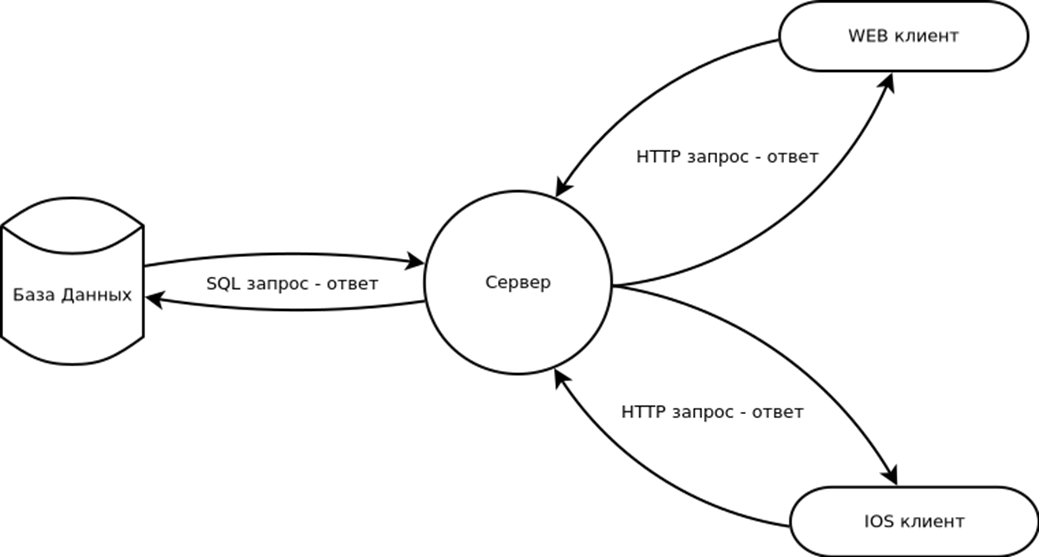 WEB клиент
HTTP запрос - ответ
База Данных
SQL запрос - ответ
Сервер
HTTP запрос - ответ
IOS клиент